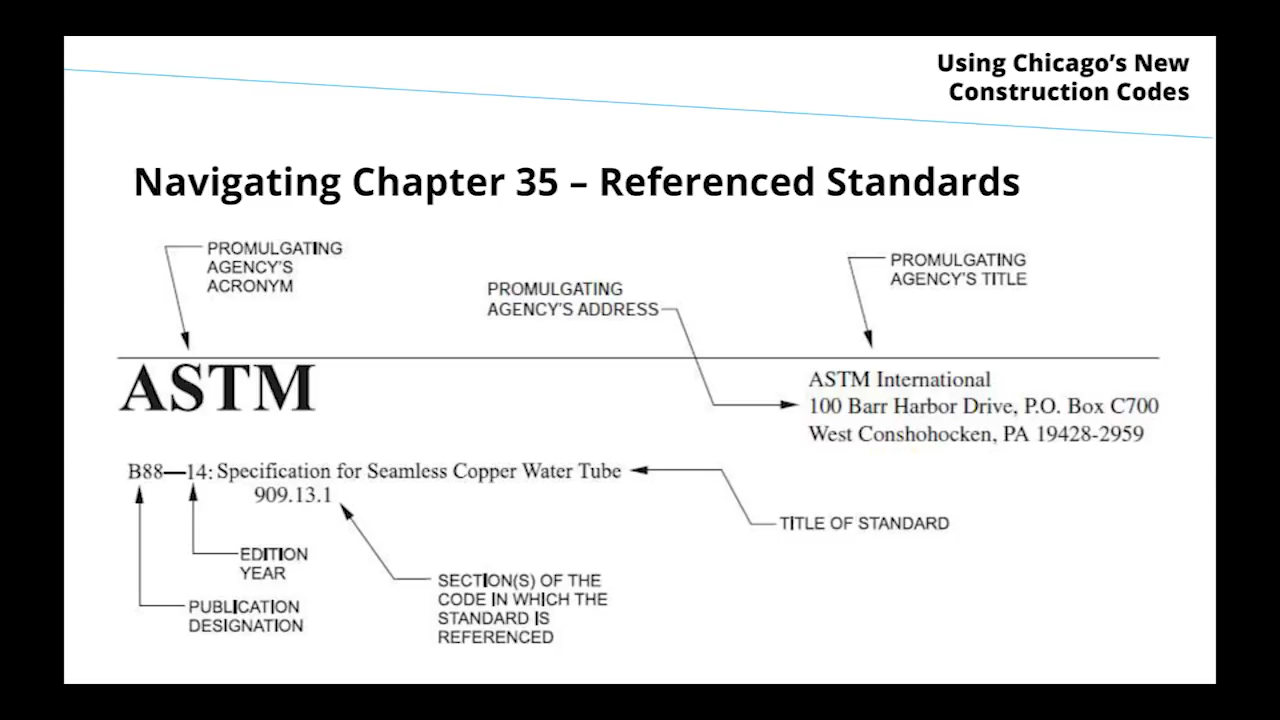 Using Chicago's New
Construction Codes
Navigating Chapter 35 – Referenced Standards
PROMULGATING
AGENCY'S
ACRONYM
PROMULGATING
AGENCY'S ADDRESS
PROMULGATING
AGENCY'S TITLE
ASTM
ASTM International
100 Barr Harbor Drive, P.O. Box C700
West Conshohocken, PA 19428-2959
B88—14: Specification for Seamless Copper Water Tube
909.13.1
TITLE OF STANDARD
EDITION
YEAR
PUBLICATION
DESIGNATION
SECTION(S) OF THE
CODE IN WHICH THE
STANDARD IS
REFERENCED